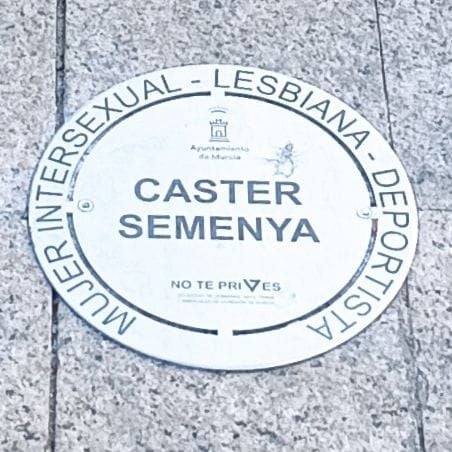 MUJER INTERSEXUAL - LESBIANA - DEPORTISTA
Ayuntamiento
de Murcia
CASTER
SEMENYA
NO TE PRIVES